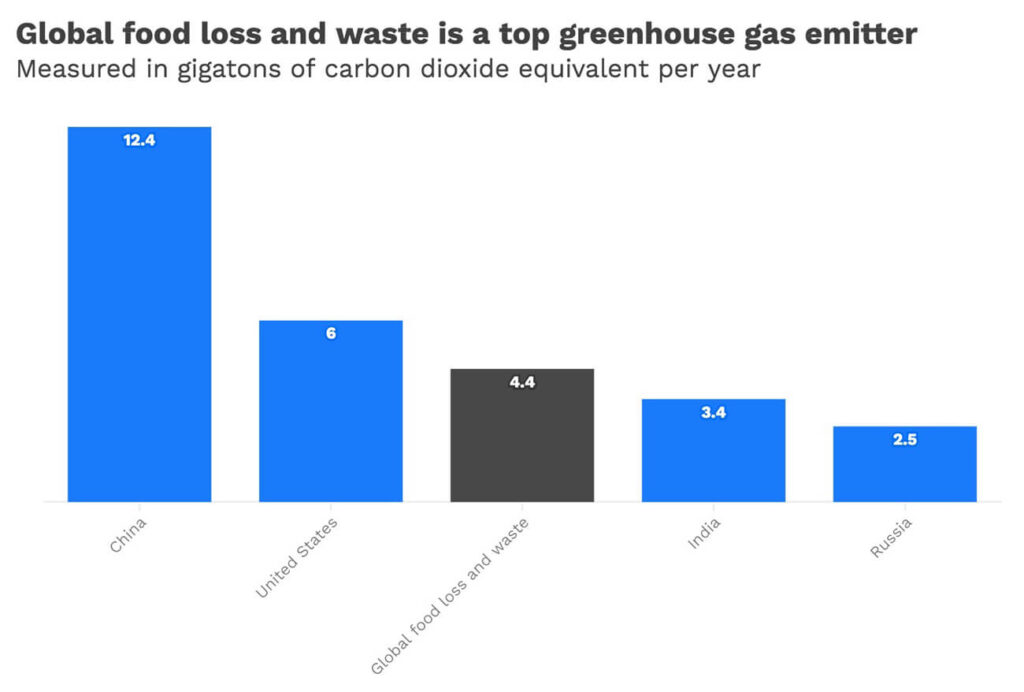 Global food loss and waste is a top greenhouse gas emitter
Measured in gigatons of carbon dioxide equivalent per year
12.4
6
4.4
3.4
2.5
China
United States
Global food loss and waste
India
Russia